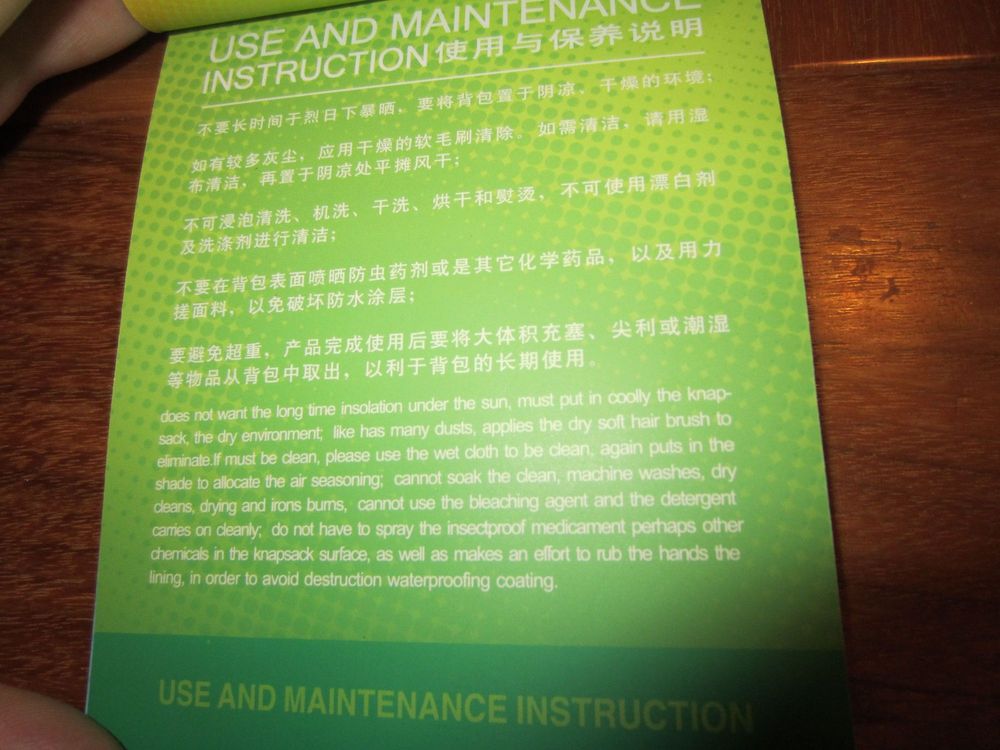 USE AND MAINTENANCE
INSTRUCTION使用与保养说明
不要长时间于烈日下暴晒，要将背包置于阴凉、干燥的环境；
如有较多灰尘，应用干燥的软毛刷清除。如需清洁，请用湿
布清洁，再置于阴凉处平摊风干；
不可浸泡清洗、机洗、干洗、烘干和熨烫，不可使用漂白剂
及洗涤剂进行清洁；
不要在背包表面喷晒防虫药剂或是其它化学药品，以及用力
搓面料，以免破坏防水涂层；
要避免超重，产品完成使用后要将大体积充塞、尖利或潮湿
等物品从背包中取出，以利于背包的长期使用。
does not want the long time insolation under the sun, must put in coolly the knap-
sack, the dry environment; like has many dusts, applies the dry soft hair brush to
eliminate.If must be clean, please use the wet cloth to be clean, again puts in the
shade to allocate the air seasoning; cannot soak the clean, machine washes, dry
cleans, drying and irons burns, cannot use the bleaching agent and the detergent
carries on cleanly; do not have to spray the insectproof medicament perhaps other
chemicals in the knapsack surface, as well as makes an effort to rub the hands the
lining, in order to avoid destruction waterproofing coating.
USE AND MAINTENANCE INSTRUCTION